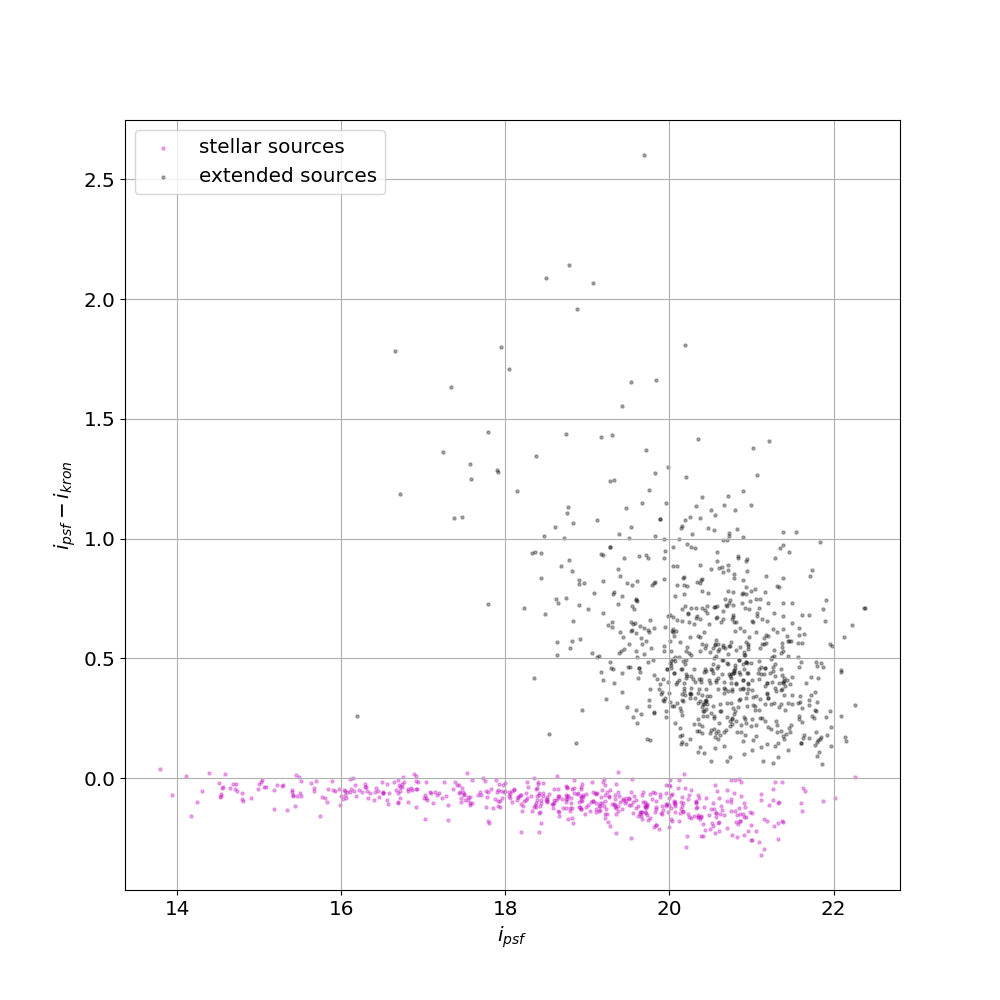 stellar sources
extended sources
2.5
2.0
1.5
1.0
0.5
0.0
i_psf − i_kron
14 16 18 20 22
i_psf